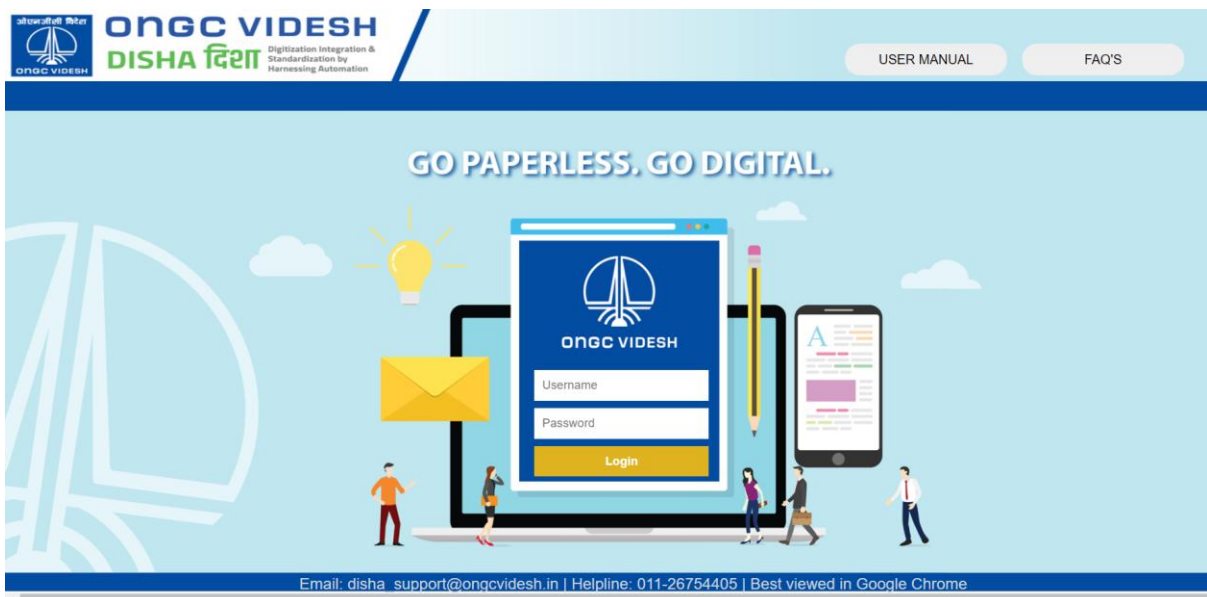 ओएनजीसी विदेश
ONGC VIDESH
ONGC VIDESH
DISHA दिशा
Digitization Integration &
Standardization by
Harnessing Automation
USER MANUAL
FAQ'S
GO PAPERLESS. GO DIGITAL.
ONGC VIDESH
Username
Password
Login
A
Email: disha_support@ongcvidesh.in | Helpline: 011-26754405 | Best viewed in Google Chrome